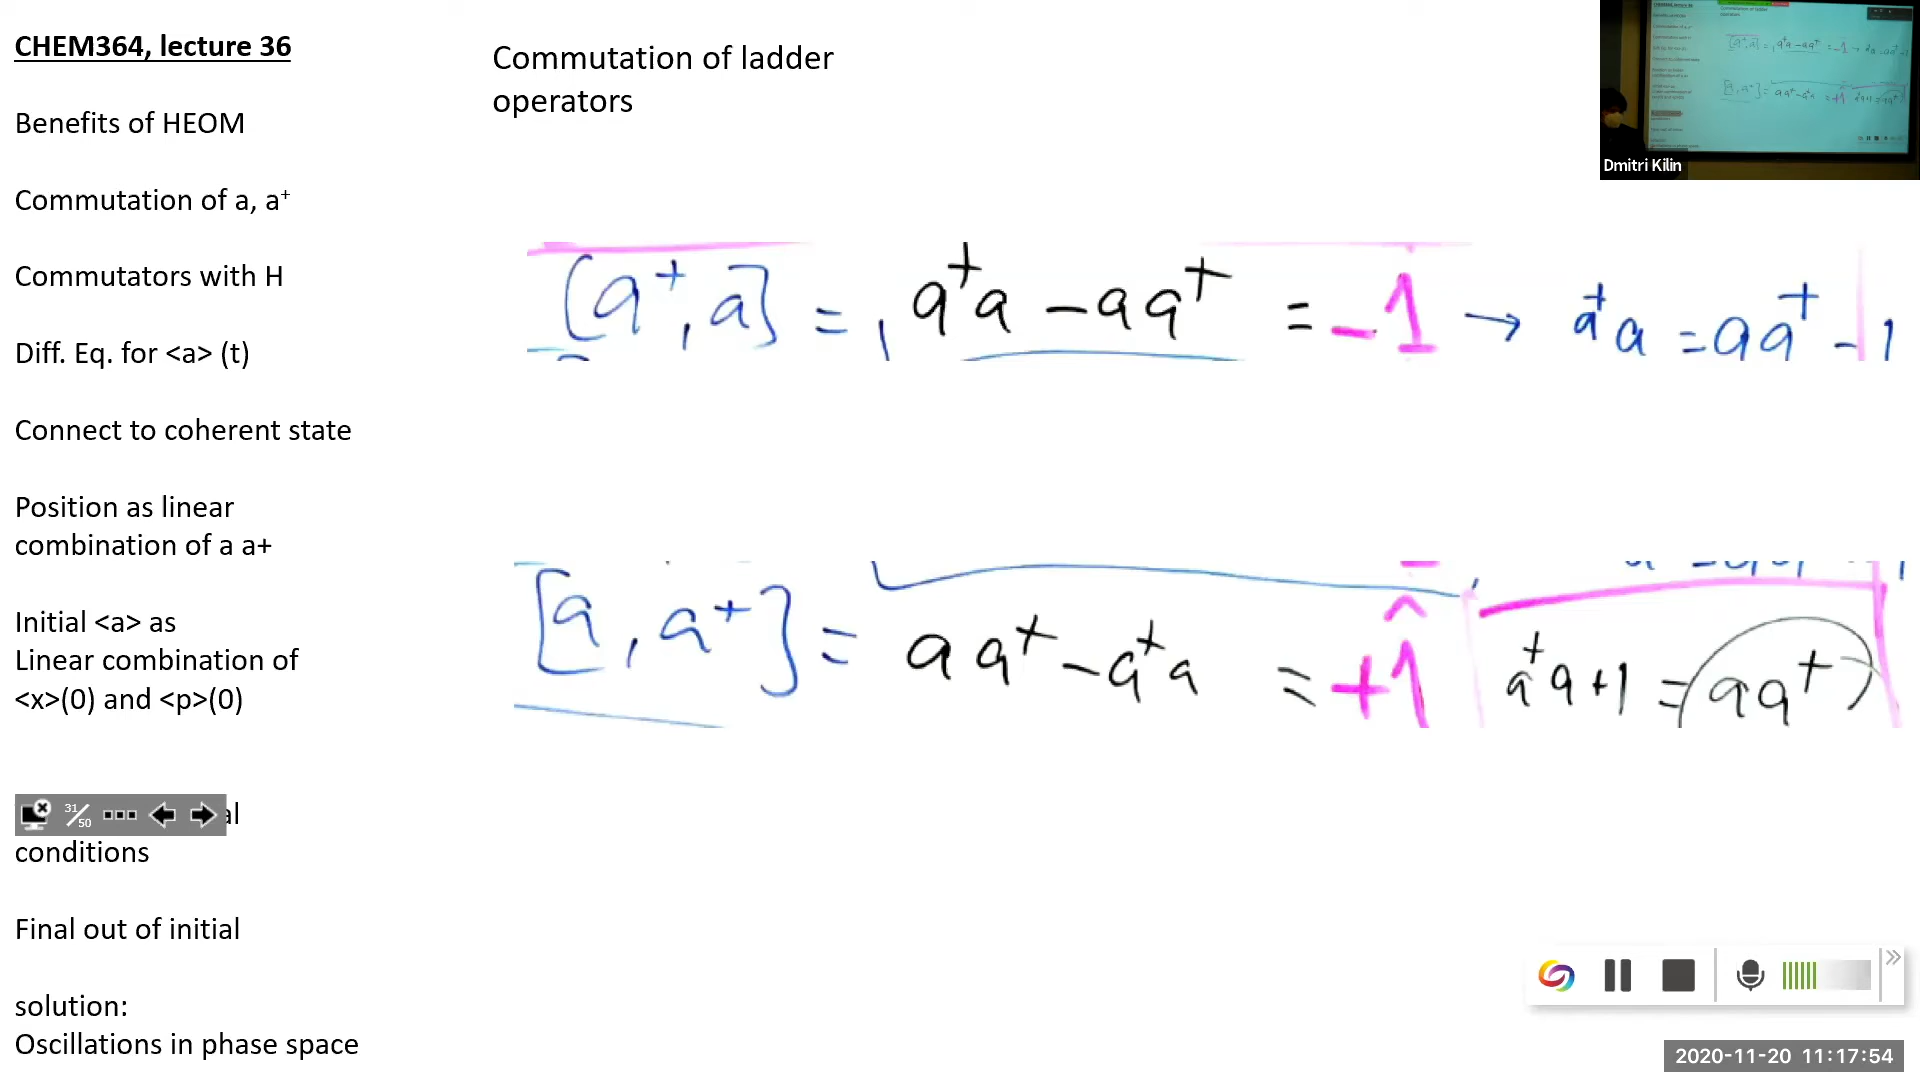 CHEM364, lecture 36
Benefits of HEOM
Commutation of a, a⁺
Commutators with H
Diff. Eq. for <a> (t)
Connect to coherent state
Position as linear
combination of a a+
Initial <a> as
Linear combination of
<x>(0) and <p>(0)
31/50
al
conditions
Final out of initial
solution:
Oscillations in phase space
Commutation of ladder
operators
[a⁺, a] = a⁺a - aa⁺ = -1 → a⁺a = aa⁺ - 1
[a, a⁺] = aa⁺ - a⁺a = +1 a⁺a+1 = (aa⁺)
Dmitri Kilin
2020-11-20 11:17:54